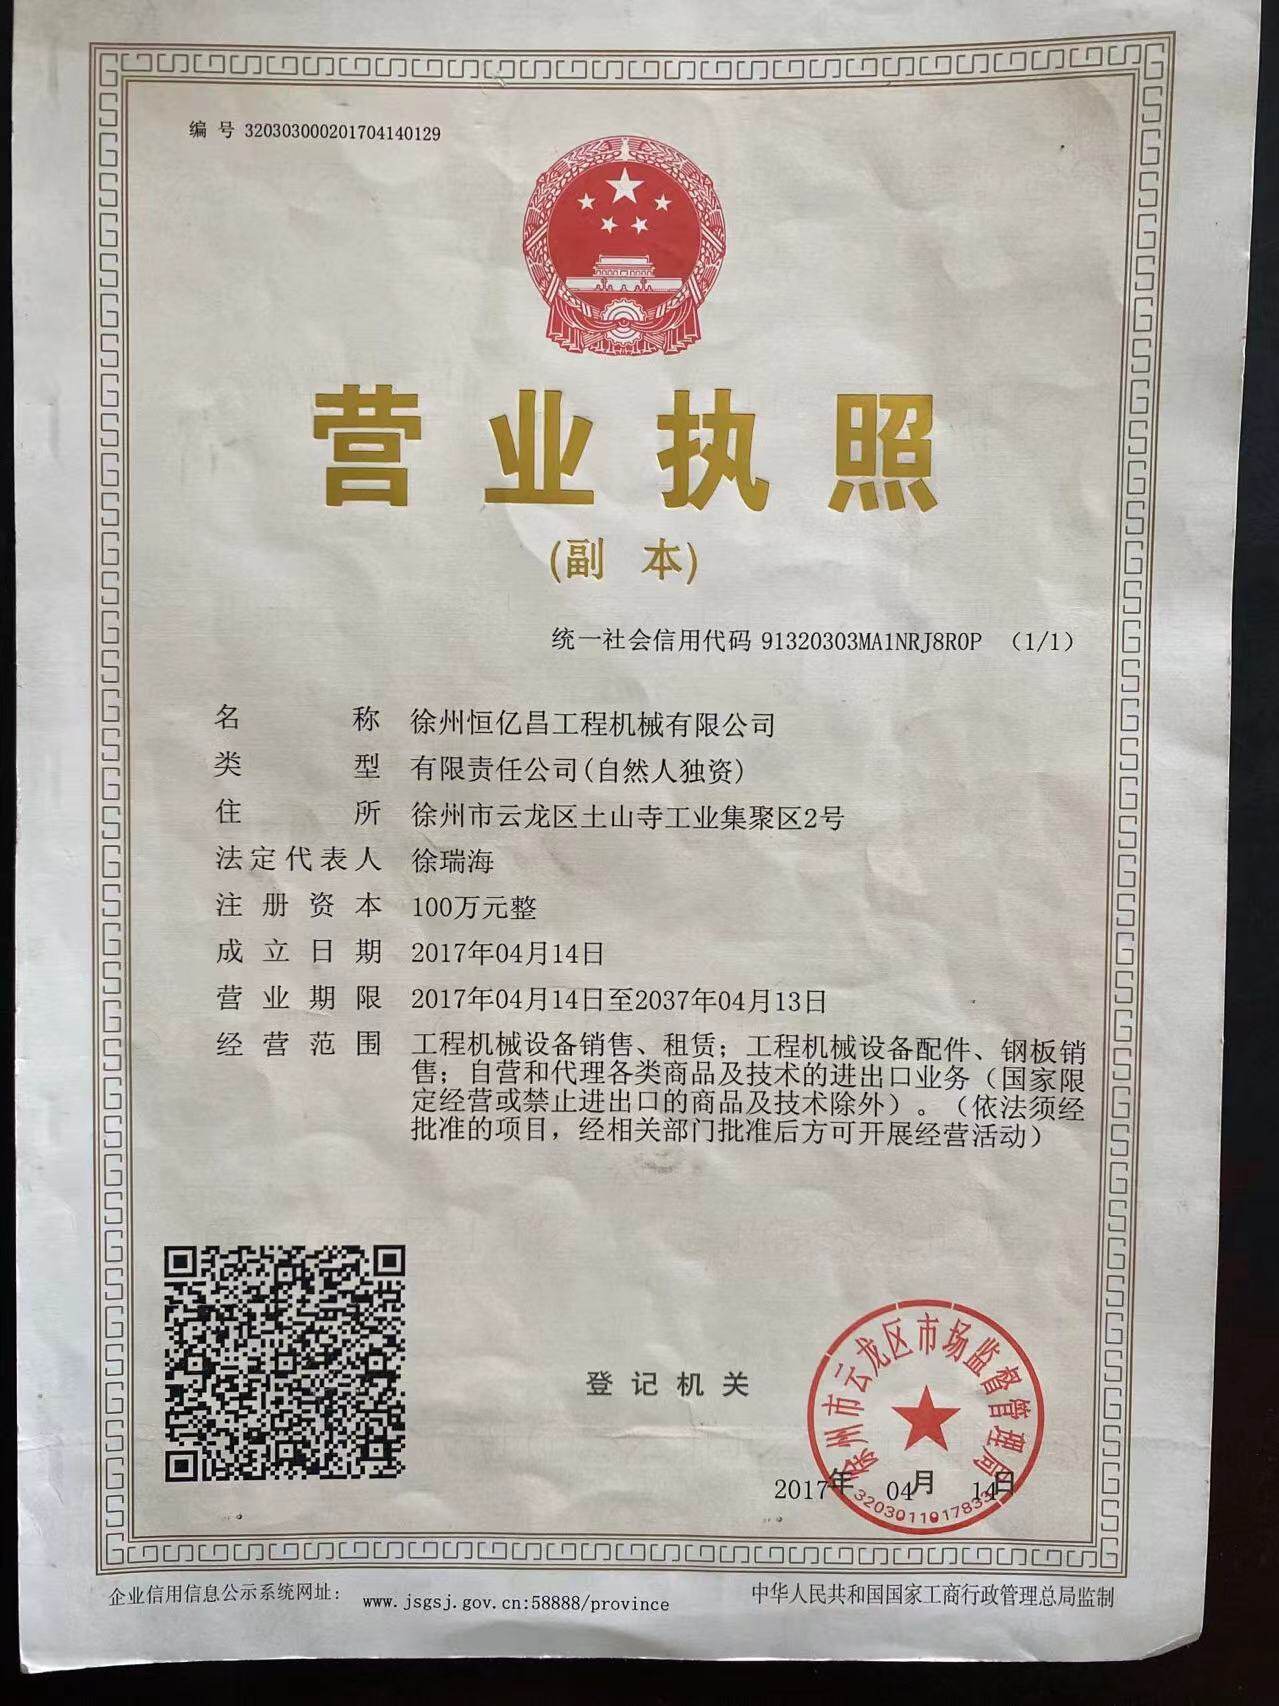 编 号 320303000201704140129
营业执照
(副 本)
统一社会信用代码 91320303MA1NRJ8R0P （1/1）
名 称 徐州恒亿昌工程机械有限公司
类 型 有限责任公司(自然人独资)
住 所 徐州市云龙区土山寺工业集聚区2号
法定代表人 徐瑞海
注 册 资 本 100万元整
成 立 日 期 2017年04月14日
营 业 期 限 2017年04月14日至2037年04月13日
经 营 范 围 工程机械设备销售、租赁；工程机械设备配件、钢板销
售；自营和代理各类商品及技术的进出口业务（国家限
定经营或禁止进出口的商品及技术除外）。（依法须经
批准的项目，经相关部门批准后方可开展经营活动）
登 记 机 关
徐州市云龙区市场监督管理局
2017年 04月 14日
企业信用信息公示系统网址： www.jsgsj.gov.cn:58888/province
中华人民共和国国家工商行政管理总局监制